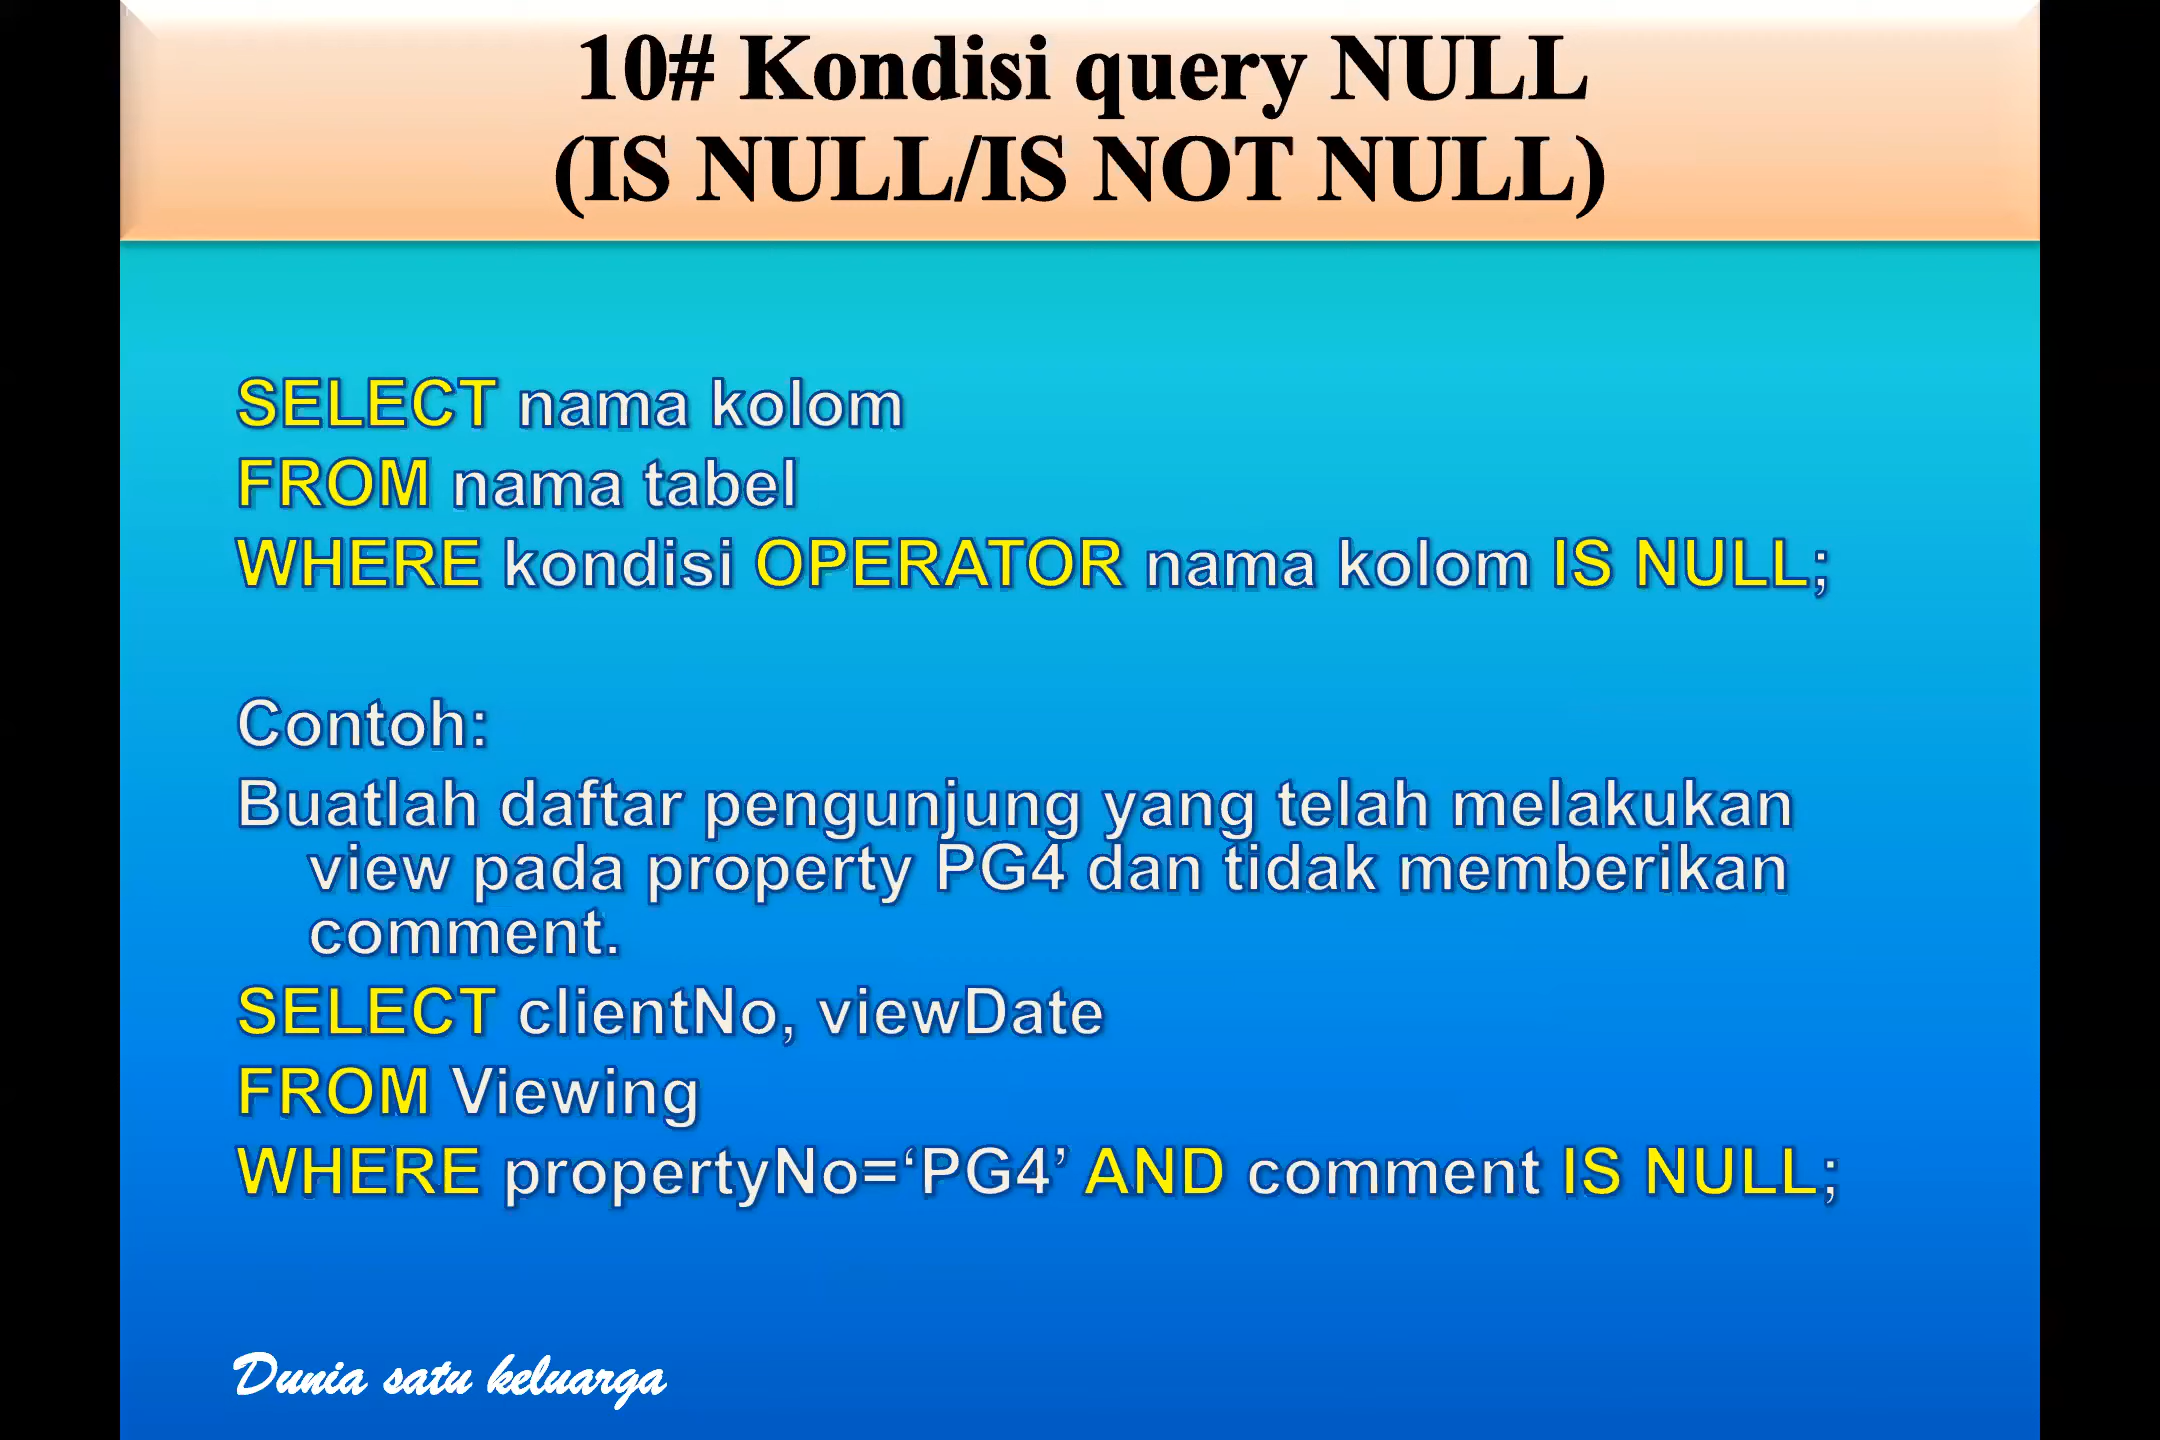 10# Kondisi query NULL
(IS NULL/IS NOT NULL)
SELECT nama kolom
FROM nama tabel
WHERE kondisi OPERATOR nama kolom IS NULL;
Contoh:
Buatlah daftar pengunjung yang telah melakukan
view pada property PG4 dan tidak memberikan
comment.
SELECT clientNo, viewDate
FROM Viewing
WHERE propertyNo=‘PG4’ AND comment IS NULL;
Dunia satu keluarga